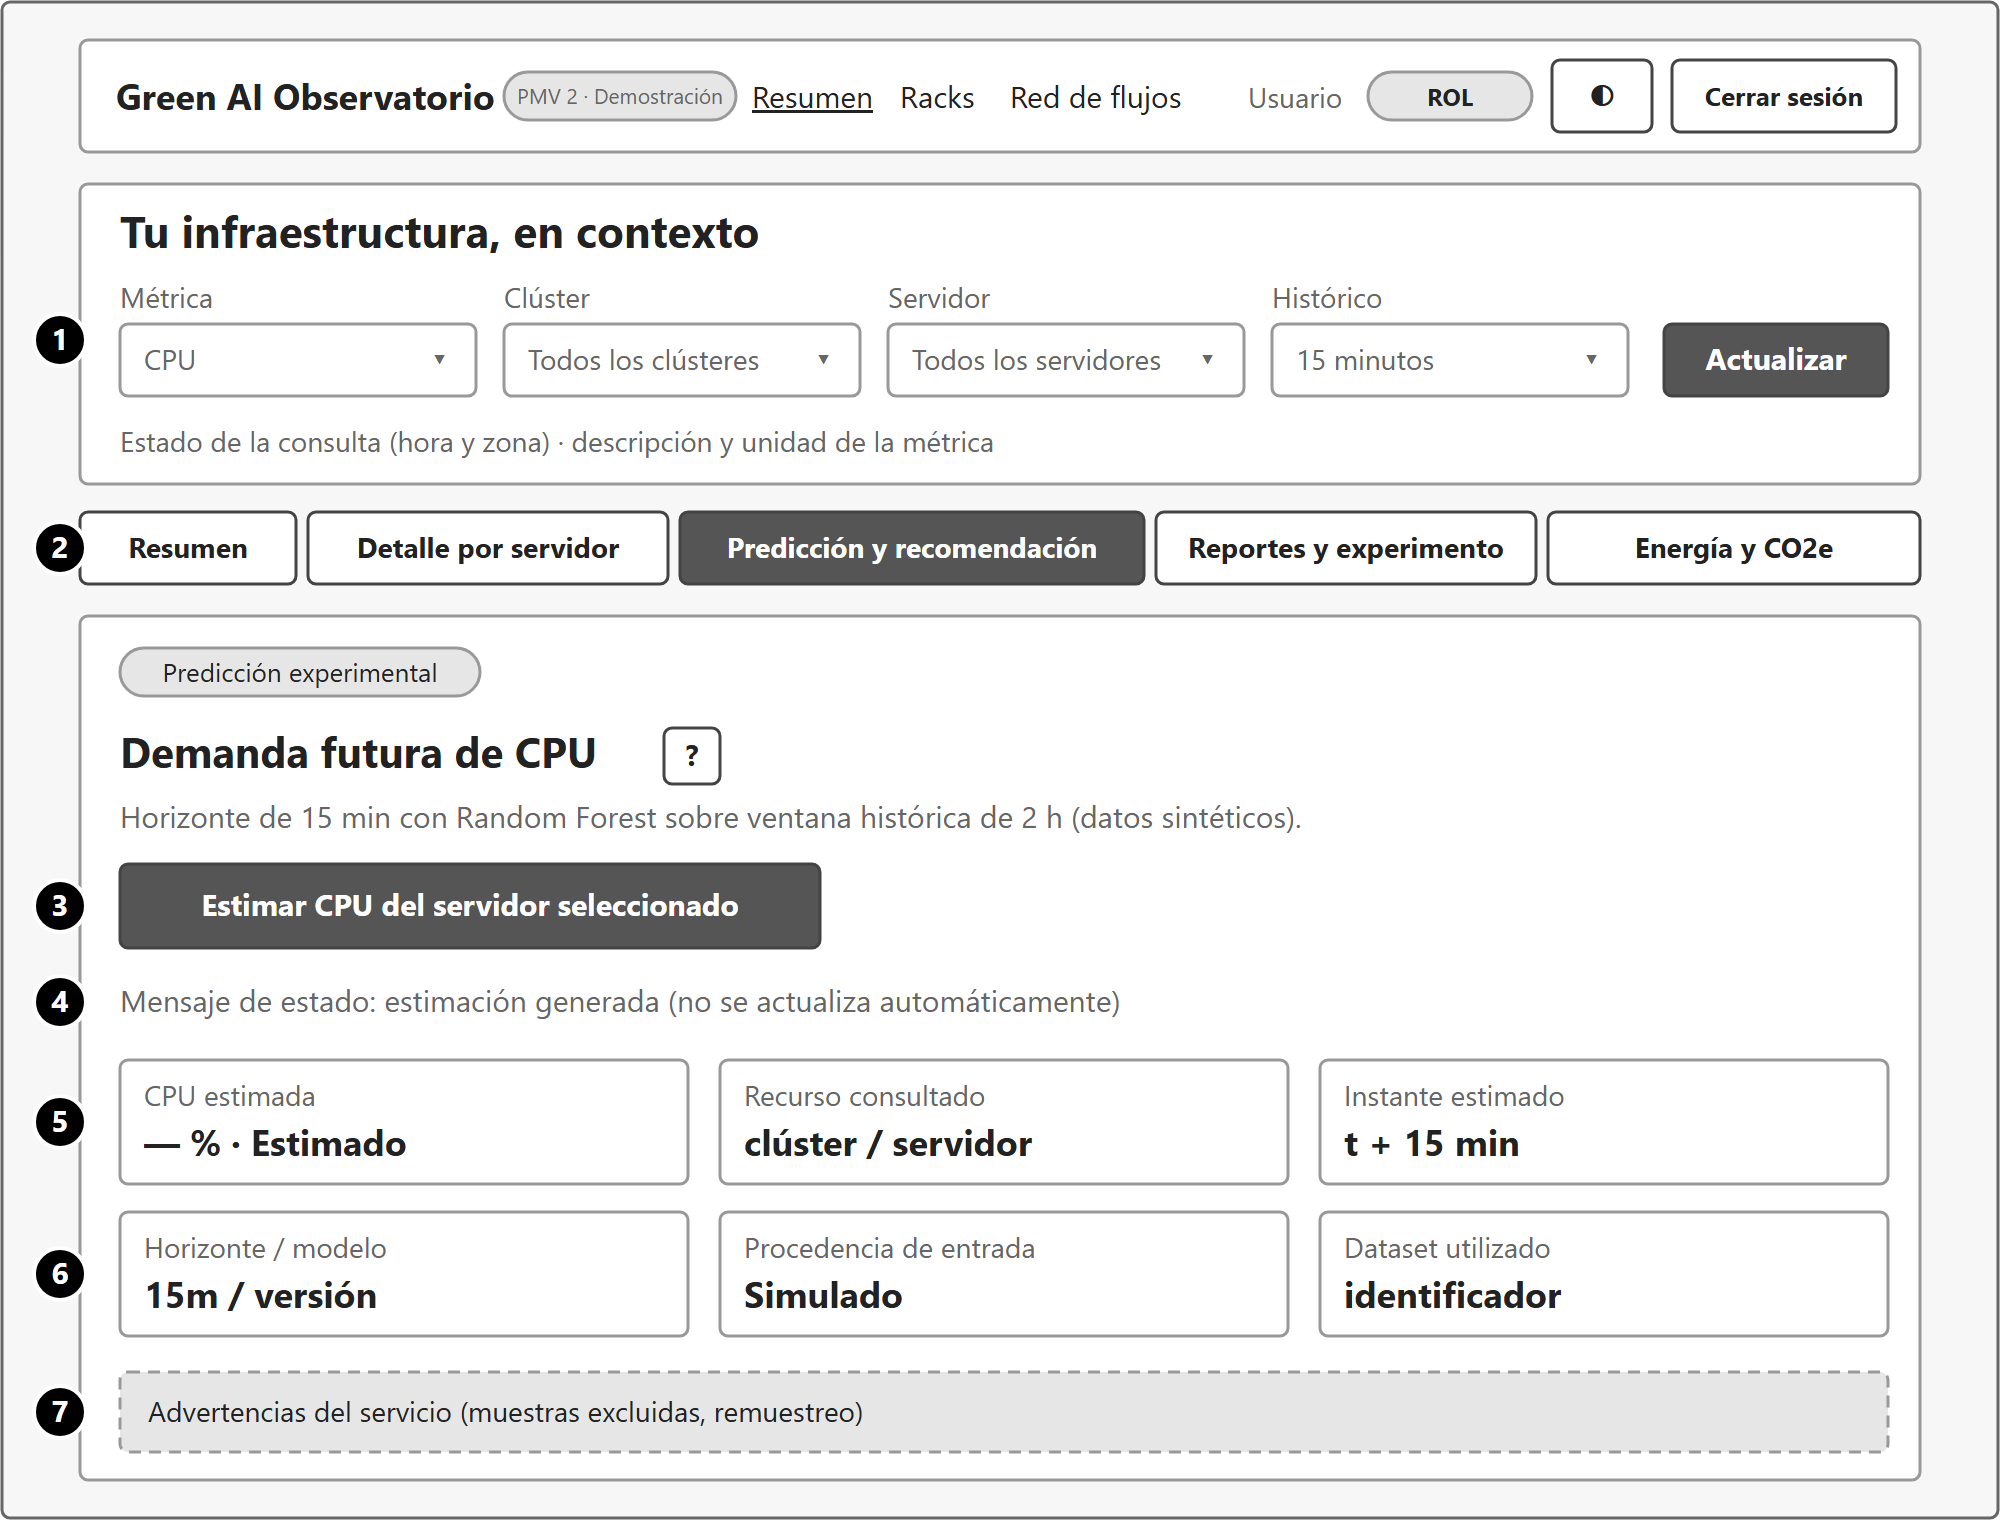 Green AI Observatorio PMV 2 · Demostración Resumen Racks Red de flujos Usuario ROL Cerrar sesión
Tu infraestructura, en contexto
Métrica Clúster Servidor Histórico
1 CPU Todos los clústeres Todos los servidores 15 minutos Actualizar
Estado de la consulta (hora y zona) · descripción y unidad de la métrica
2 Resumen Detalle por servidor Predicción y recomendación Reportes y experimento Energía y CO2e
Predicción experimental
Demanda futura de CPU ?
Horizonte de 15 min con Random Forest sobre ventana histórica de 2 h (datos sintéticos).
3 Estimar CPU del servidor seleccionado
4 Mensaje de estado: estimación generada (no se actualiza automáticamente)
CPU estimada Recurso consultado Instante estimado
5 — % · Estimado clúster / servidor t + 15 min
Horizonte / modelo Procedencia de entrada Dataset utilizado
6 15m / versión Simulado identificador
7 Advertencias del servicio (muestras excluidas, remuestreo)